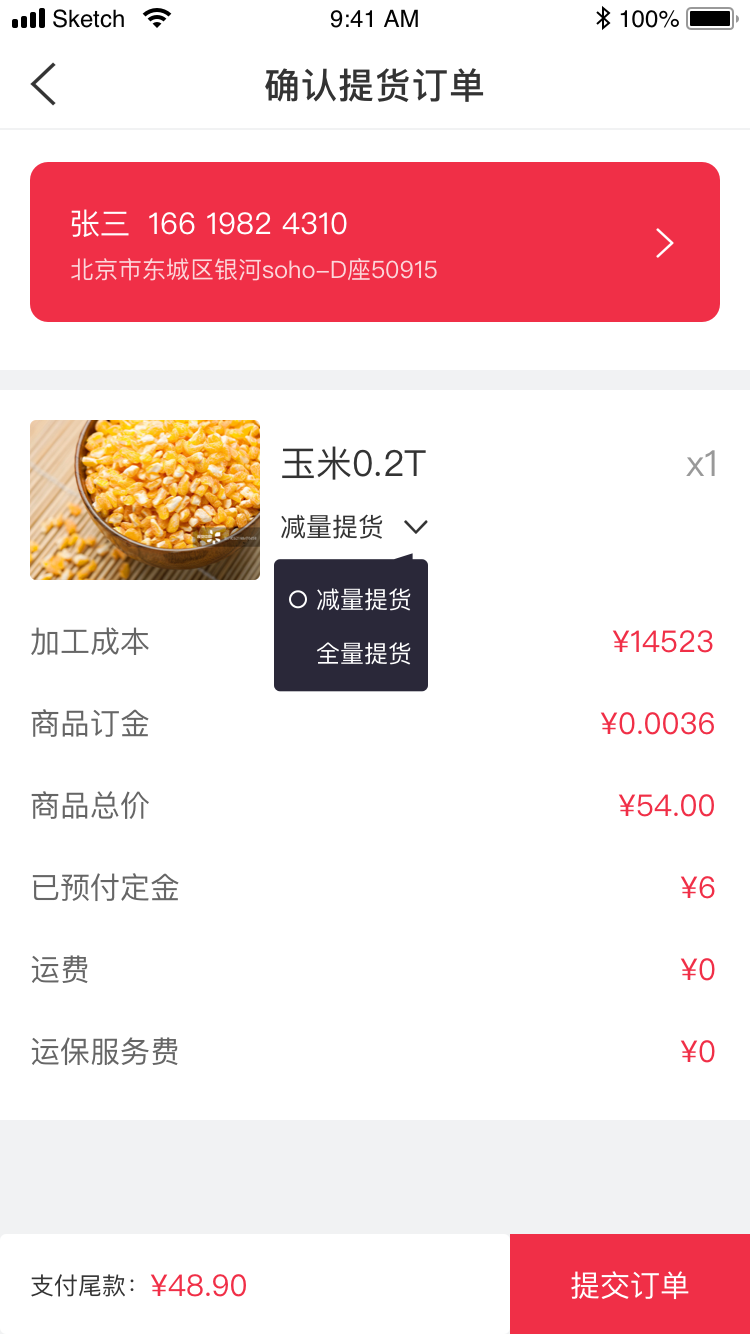 Sketch 9:41 AM 100%
确认提货订单
张三 166 1982 4310
北京市东城区银河soho-D座50915
玉米0.2T x1
减量提货
减量提货
全量提货
加工成本 ¥14523
商品订金 ¥0.0036
商品总价 ¥54.00
已预付定金 ¥6
运费 ¥0
运保服务费 ¥0
支付尾款：¥48.90
提交订单